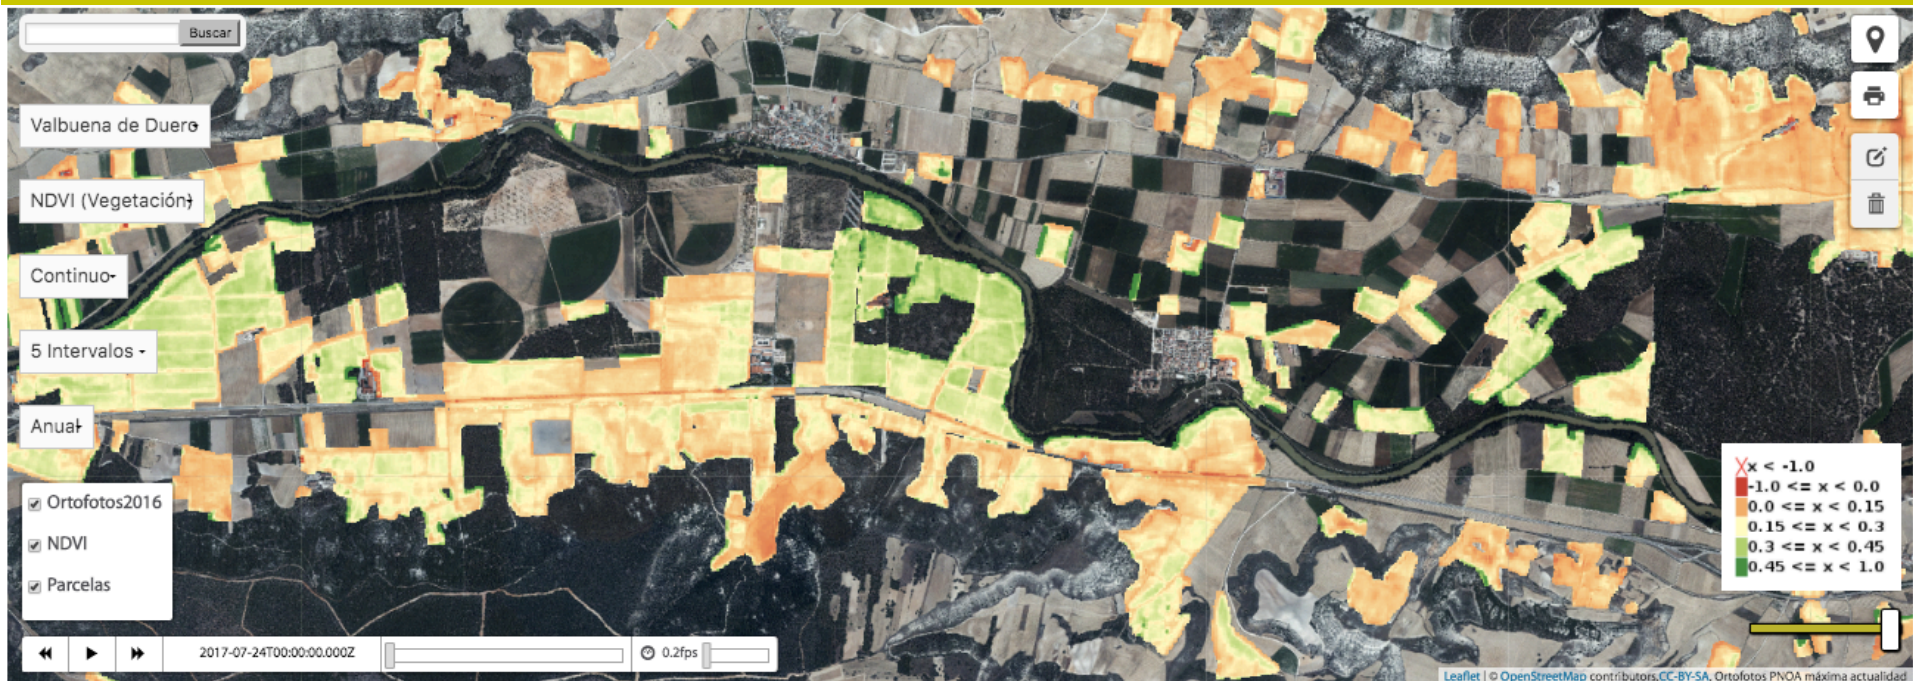 Buscar
Valbuena de Duero
NDVI (Vegetación)
Continuo
5 Intervalos
Anual
Ortofotos2016
NDVI
Parcelas
2017-07-24T00:00:00.000Z
0.2fps
x < -1.0
-1.0 <= x < 0.0
0.0 <= x < 0.15
0.15 <= x < 0.3
0.3 <= x < 0.45
0.45 <= x < 1.0
Leaflet | © OpenStreetMap contributors,CC-BY-SA, Ortofotos PNOA máxima actualidad